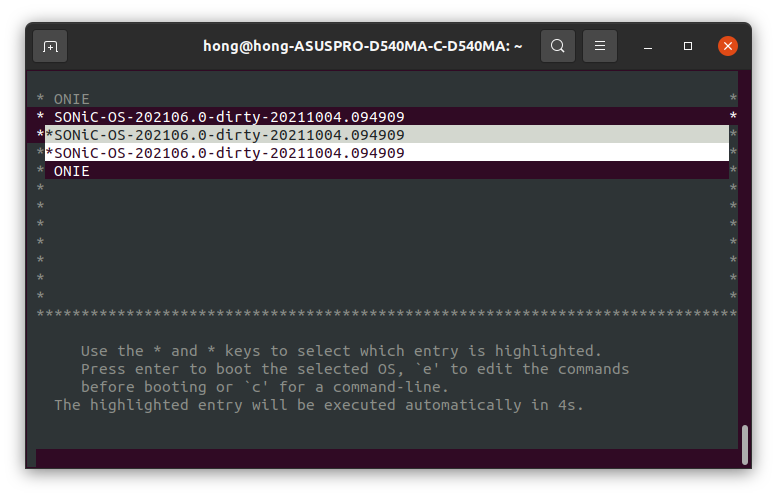 hong@hong-ASUSPRO-D540MA-C-D540MA: ~
* ONIE *
* SONiC-OS-202106.0-dirty-20211004.094909 *
**SONiC-OS-202106.0-dirty-20211004.094909 *
**SONiC-OS-202106.0-dirty-20211004.094909 *
* ONIE *
* *
* *
* *
* *
* *
* *
* *
******************************************************************************
Use the * and * keys to select which entry is highlighted.
Press enter to boot the selected OS, `e' to edit the commands
before booting or `c' for a command-line.
The highlighted entry will be executed automatically in 4s.